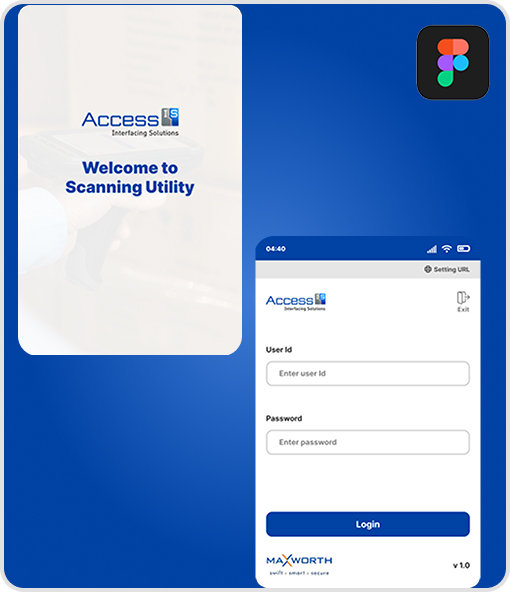 Access IS
Interfacing Solutions
Welcome to
Scanning Utility
04:40
Setting URL
Access IS
Interfacing Solutions
Exit
User Id
Enter user Id
Password
Enter password
Login
MAXWORTH
swift - smart - secure
v 1.0